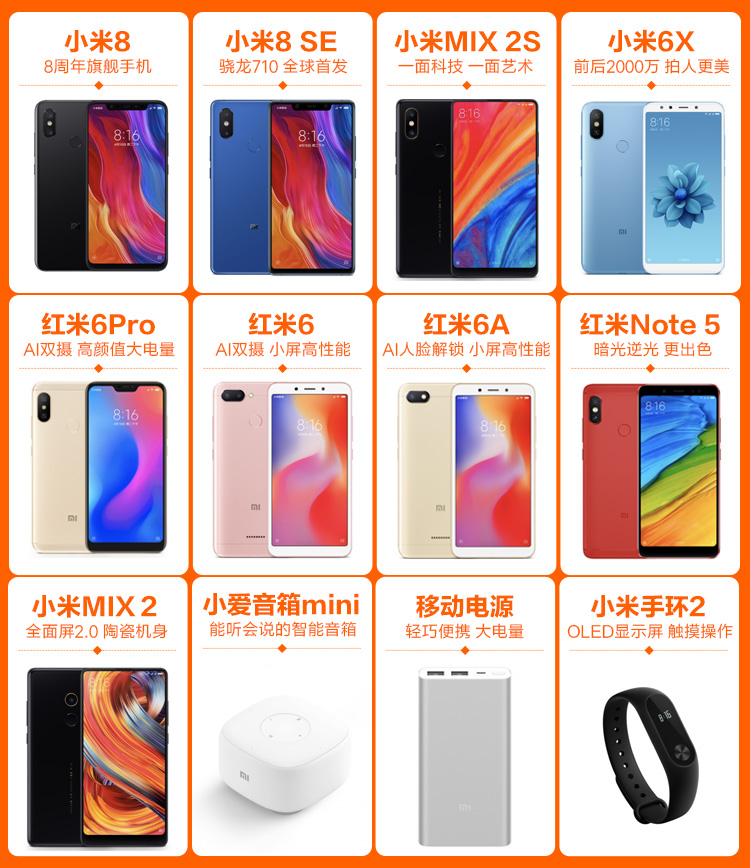 小米8
8周年旗舰手机
8:16
小米8 SE
骁龙710 全球首发
8:16
小米MIX 2S
一面科技 一面艺术
8:16
小米6X
前后2000万 拍人更美
8:16
MI
红米6Pro
AI双摄 高颜值大电量
8:16
MI
红米6
AI双摄 小屏高性能
8:16
MI
红米6A
AI人脸解锁 小屏高性能
8:16
MI
红米Note 5
暗光逆光 更出色
8:16
MI
小米MIX 2
全面屏2.0 陶瓷机身
8:16
小爱音箱mini
能听会说的智能音箱
MI
移动电源
轻巧便携 大电量
MI
小米手环2
OLED显示屏 触摸操作